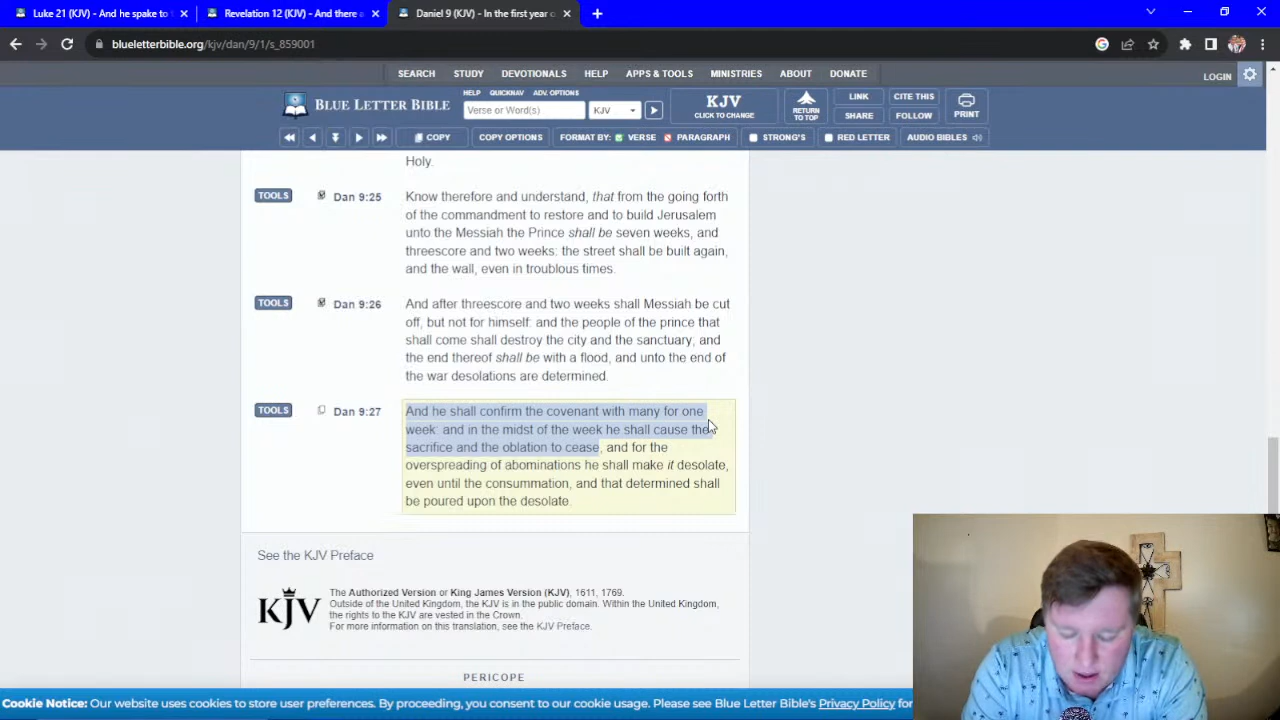 Luke 21 (KJV) - And he spake to t
Revelation 12 (KJV) - And there a
Daniel 9 (KJV) - In the first year o
blueletterbible.org/kjv/dan/9/1/s_859001
SEARCH STUDY DEVOTIONALS HELP APPS & TOOLS MINISTRIES ABOUT DONATE
LOGIN
BLUE LETTER BIBLE
HELP QUICKNAV ADV. OPTIONS
Verse or Word(s)
KJV
KJV
CLICK TO CHANGE
RETURN
TO TOP
LINK
CITE THIS
SHARE
FOLLOW
PRINT
COPY
COPY OPTIONS
FORMAT BY: VERSE PARAGRAPH
STRONG'S
RED LETTER
AUDIO BIBLES
Holy.
TOOLS
Dan 9:25
Know therefore and understand, that from the going forth
of the commandment to restore and to build Jerusalem
unto the Messiah the Prince shall be seven weeks, and
threescore and two weeks: the street shall be built again,
and the wall, even in troublous times.
TOOLS
Dan 9:26
And after threescore and two weeks shall Messiah be cut
off, but not for himself: and the people of the prince that
shall come shall destroy the city and the sanctuary; and
the end thereof shall be with a flood, and unto the end of
the war desolations are determined.
TOOLS
Dan 9:27
And he shall confirm the covenant with many for one
week: and in the midst of the week he shall cause the
sacrifice and the oblation to cease, and for the
overspreading of abominations he shall make it desolate,
even until the consummation, and that determined shall
be poured upon the desolate.
See the KJV Preface
KJV
The Authorized Version or King James Version (KJV), 1611, 1769.
Outside of the United Kingdom, the KJV is in the public domain. Within the United Kingdom,
the rights to the KJV are vested in the Crown.
For more information on this translation, see the KJV Preface.
PERICOPE
Cookie Notice: Our website uses cookies to store user preferences. By proceeding, you consent to our cookie usage. Please see Blue Letter Bible's Privacy Policy for